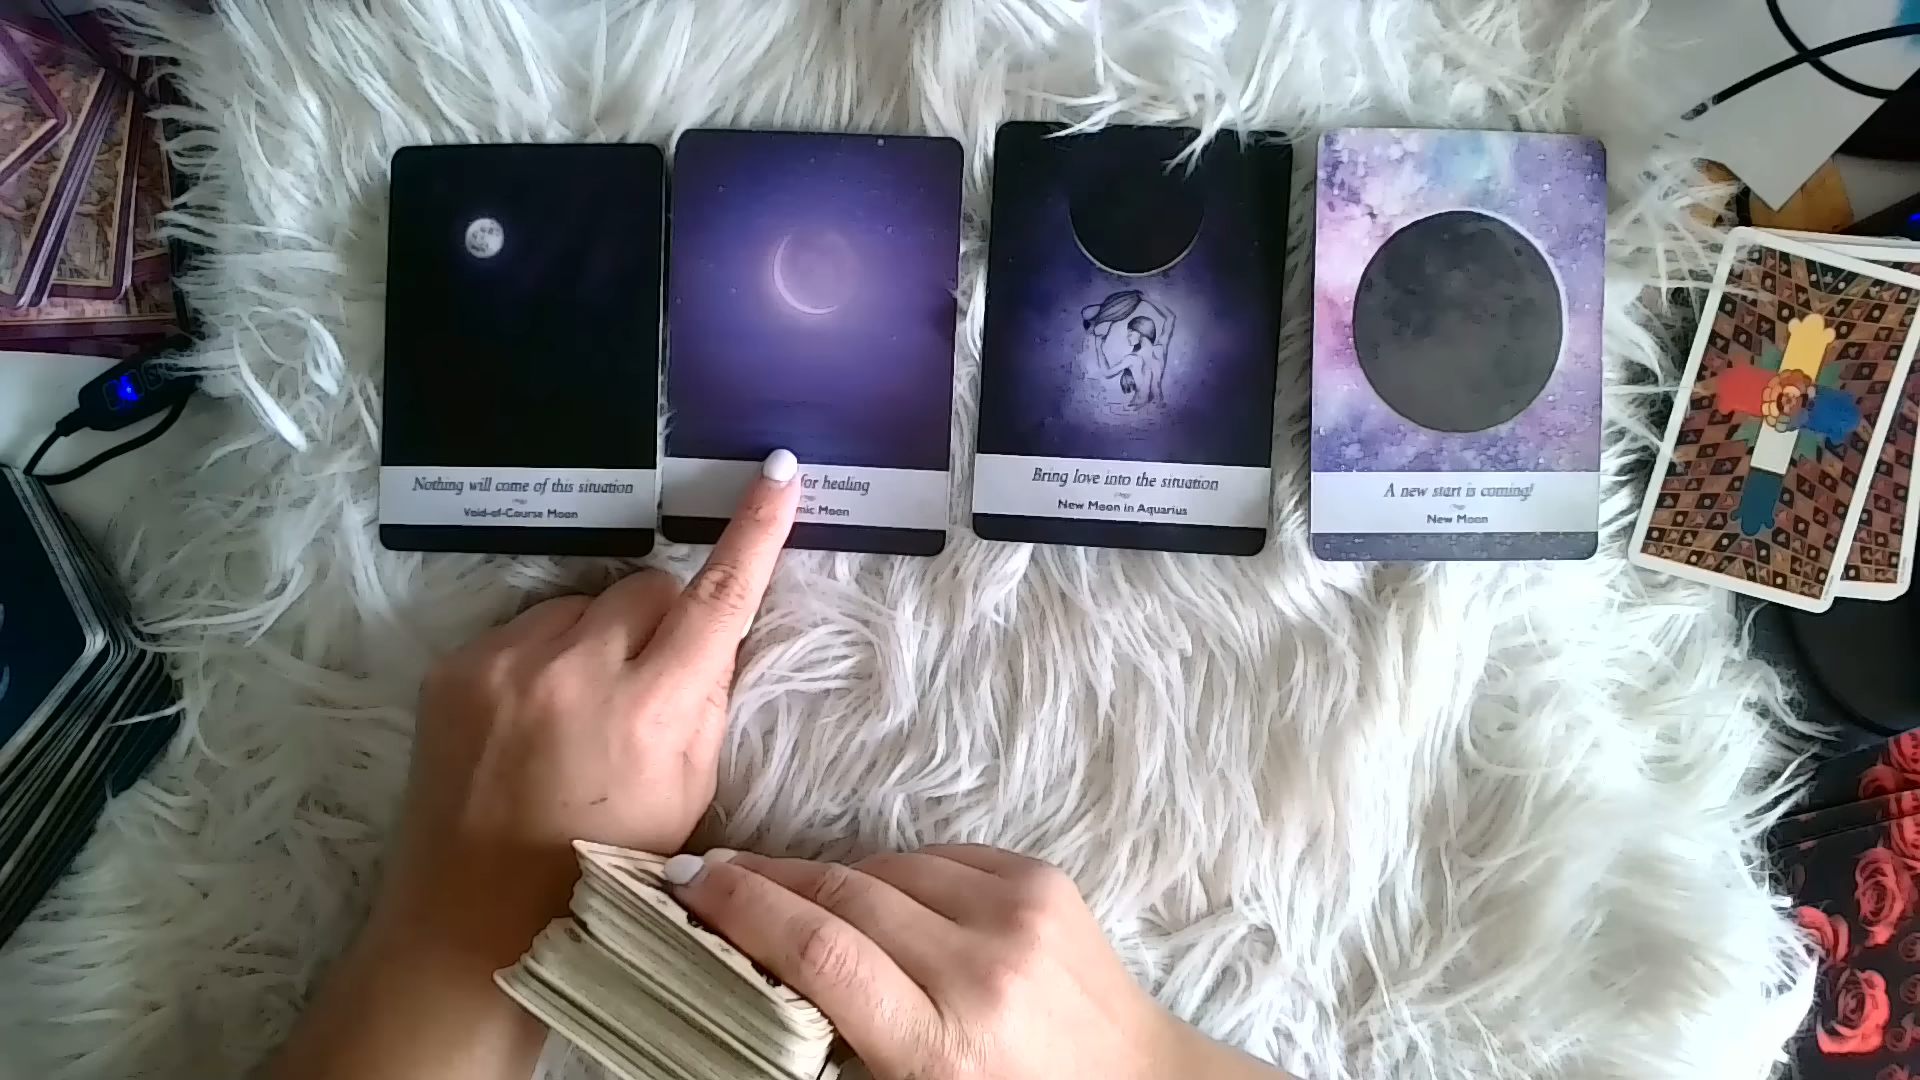 Nothing will come of this situation
Void-of-Course Moon
for healing
mic Moon
Bring love into the situation
New Moon in Aquarius
A new start is coming!
New Moon